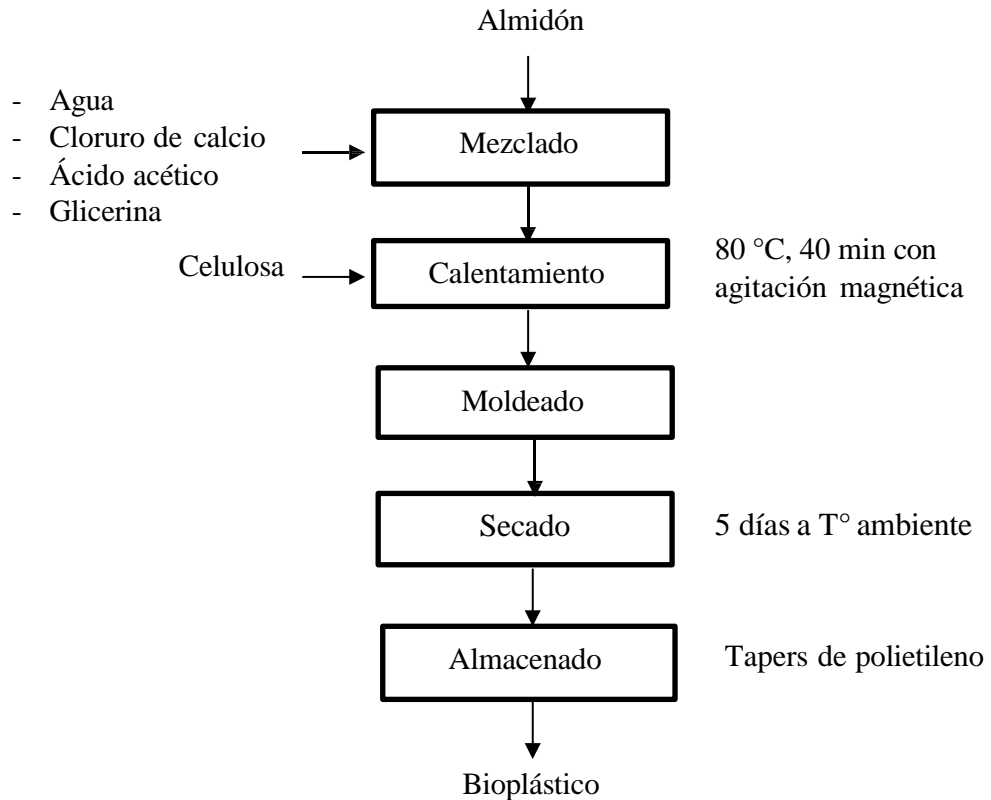 Almidón
- Agua
- Cloruro de calcio
- Ácido acético
- Glicerina
Mezclado
Celulosa
Calentamiento
80 °C, 40 min con
agitación magnética
Moldeado
Secado
5 días a T° ambiente
Almacenado
Tapers de polietileno
Bioplástico